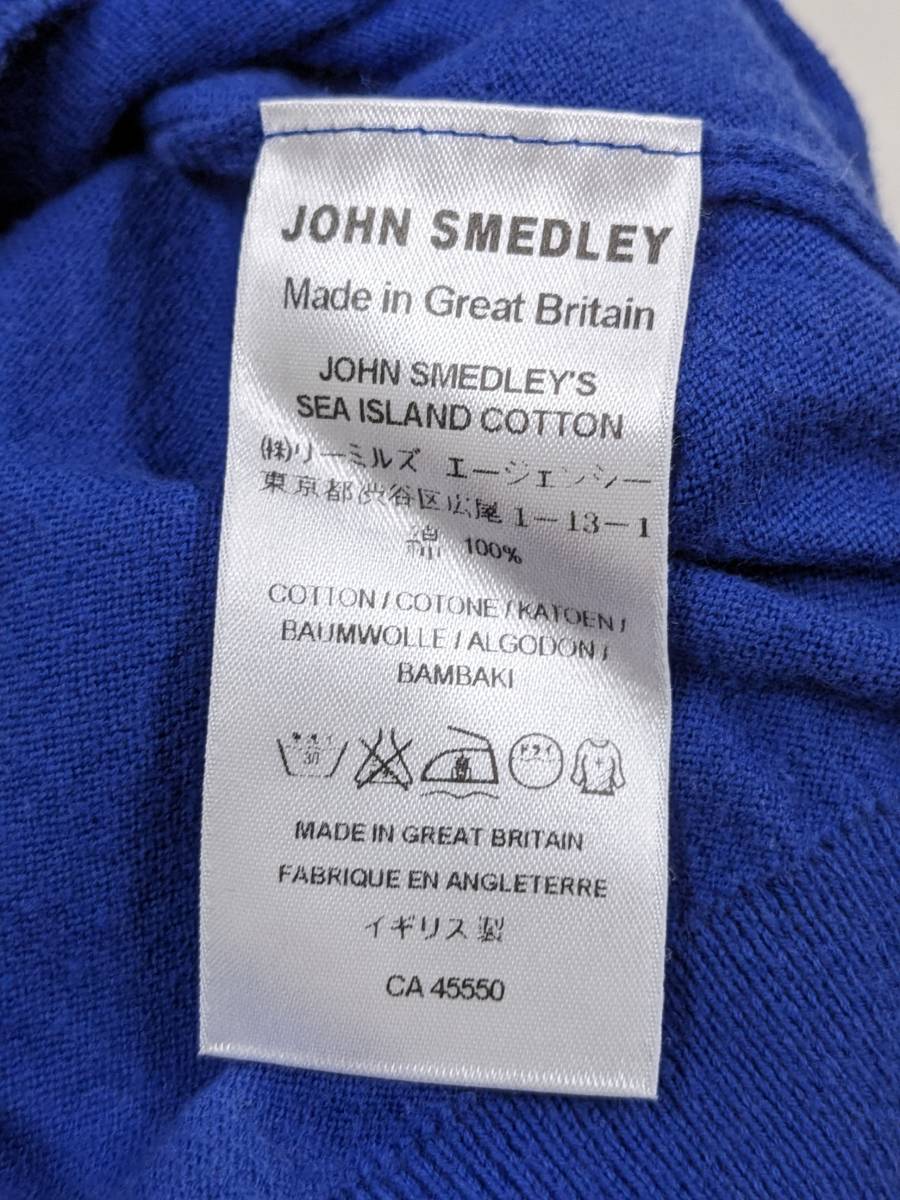 JOHN SMEDLEY
Made in Great Britain
JOHN SMEDLEY'S
SEA ISLAND COTTON
(株)リーミルズ エージェンシー
東京都渋谷区広尾1-13-1
綿 100%
COTTON / COTONE / KATOEN /
BAUMWOLLE / ALGODON /
BAMBAKI
30 ドライ
MADE IN GREAT BRITAIN
FABRIQUE EN ANGLETERRE
イギリス製
CA 45550